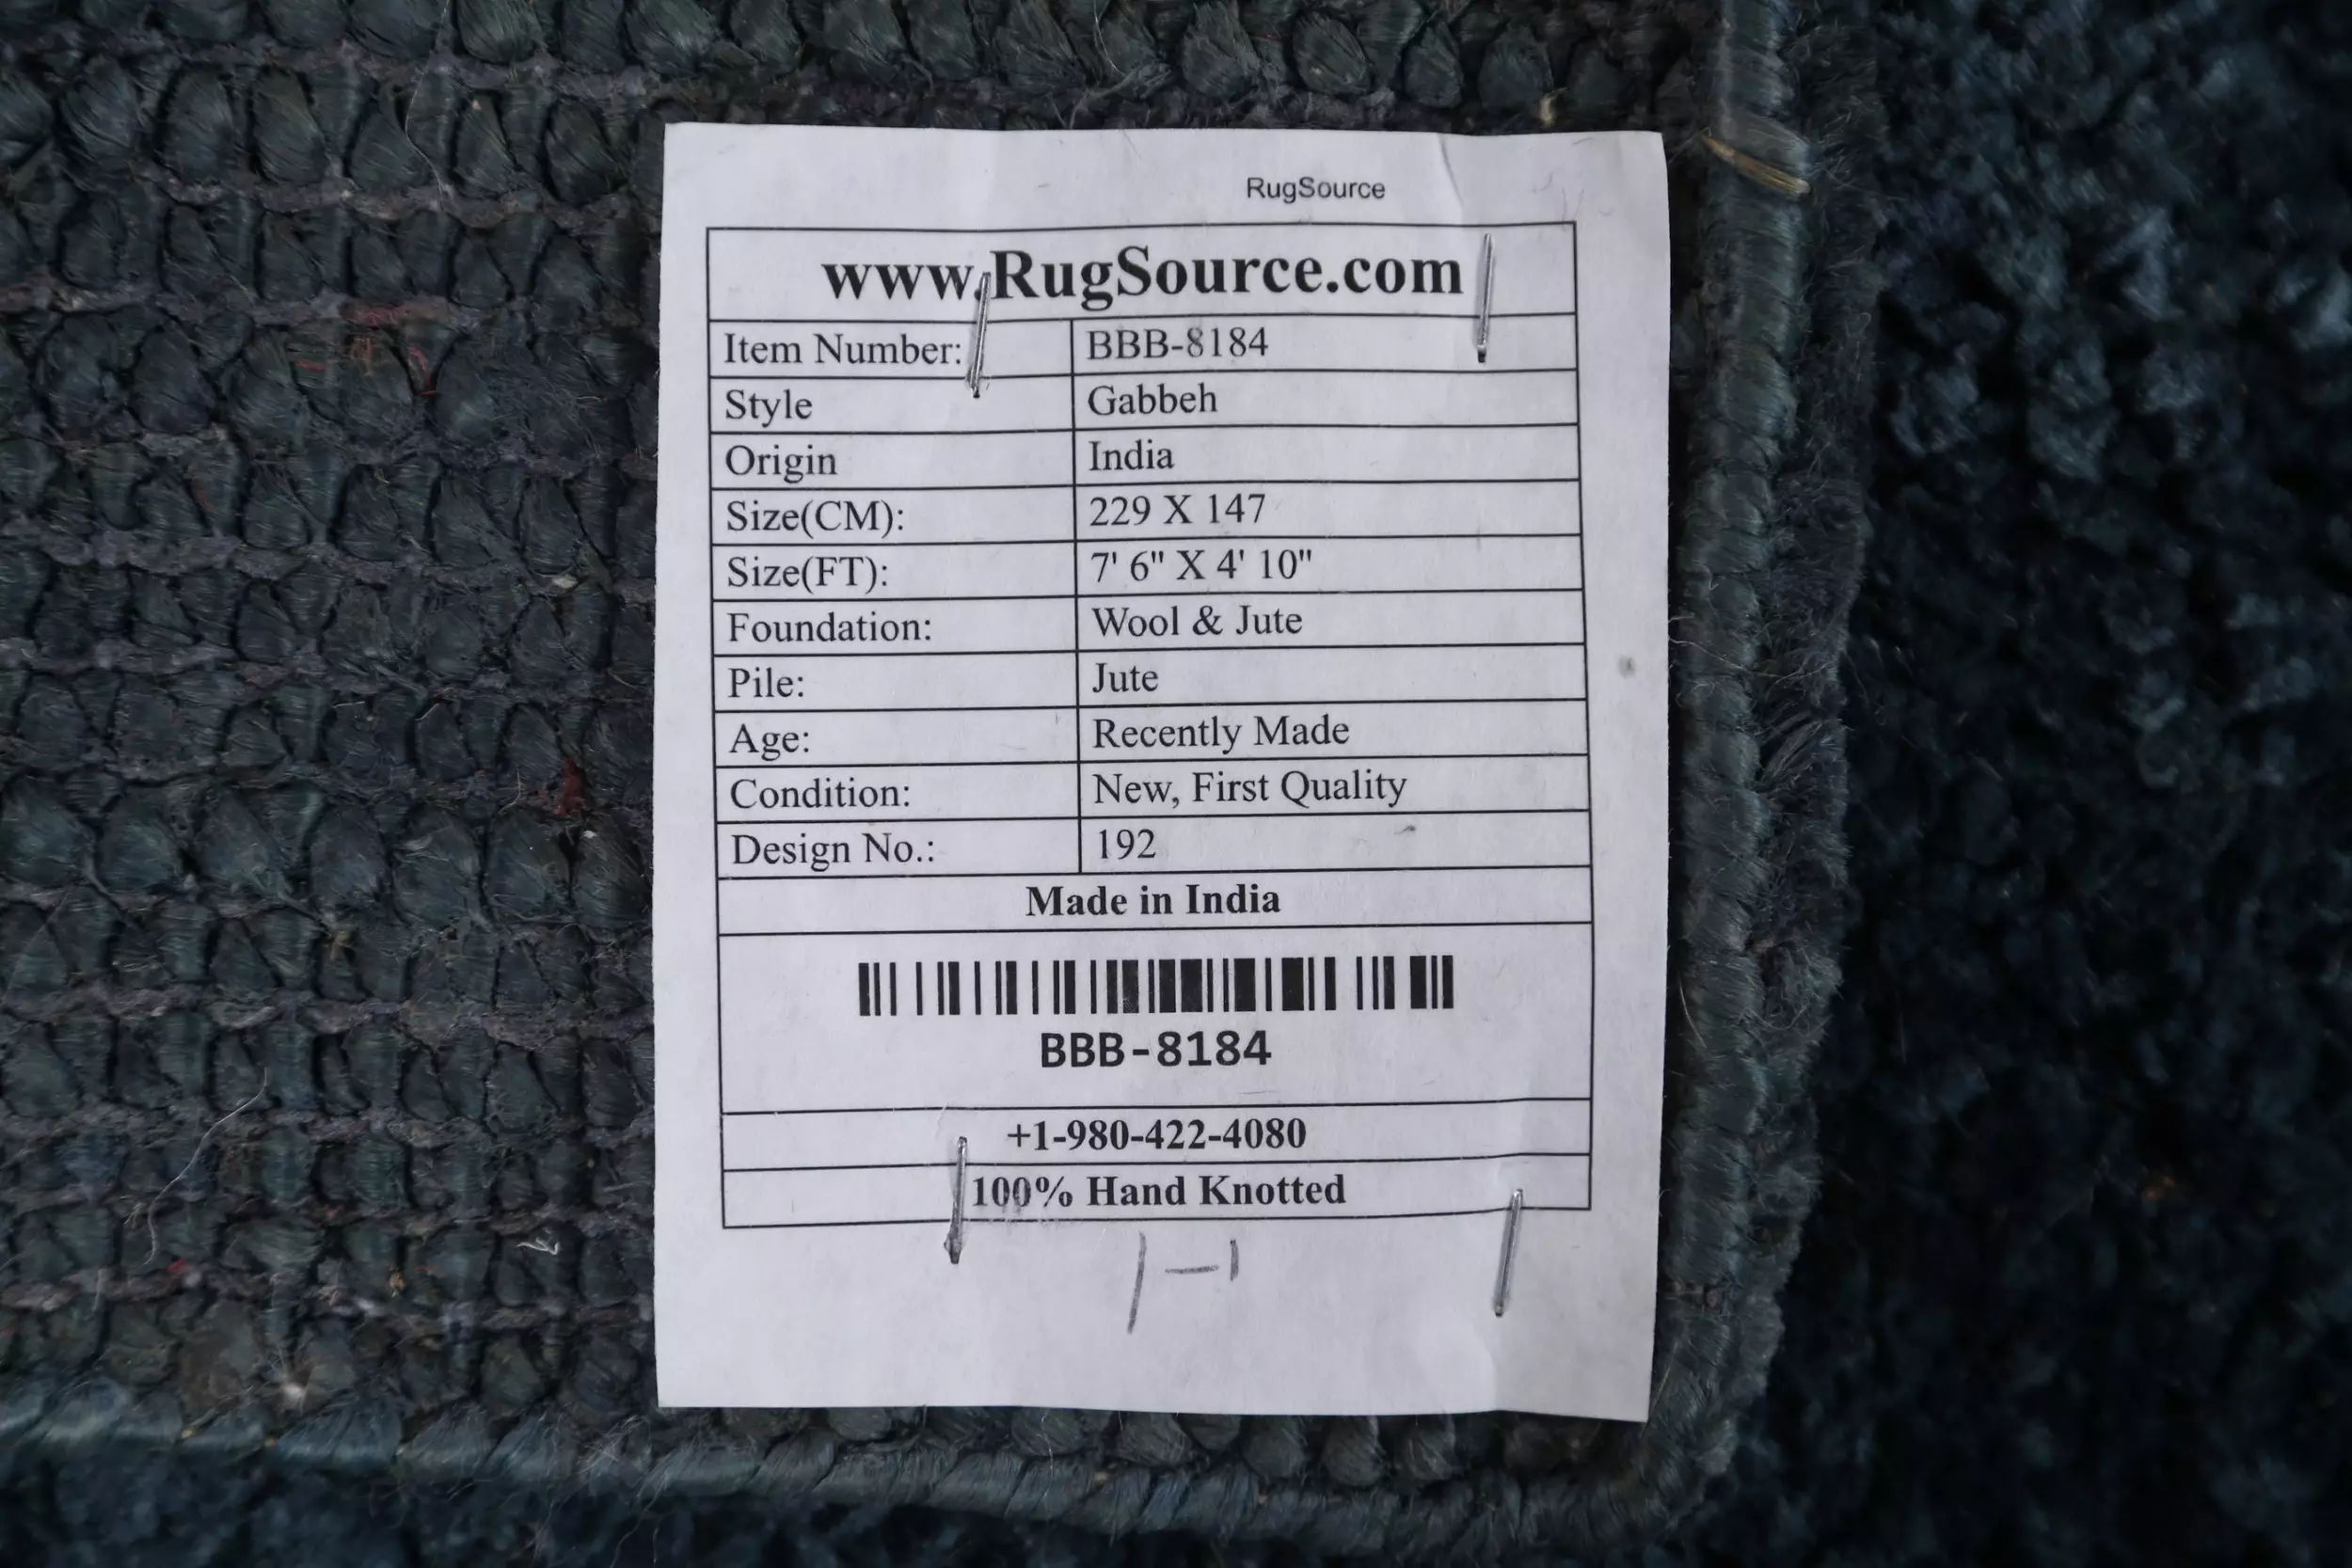 RugSource
www.RugSource.com
Item Number: BBB-8184
Style Gabbeh
Origin India
Size(CM): 229 X 147
Size(FT): 7' 6" X 4' 10"
Foundation: Wool & Jute
Pile: Jute
Age: Recently Made
Condition: New, First Quality
Design No.: 192
Made in India
BBB-8184
+1-980-422-4080
100% Hand Knotted
1-1